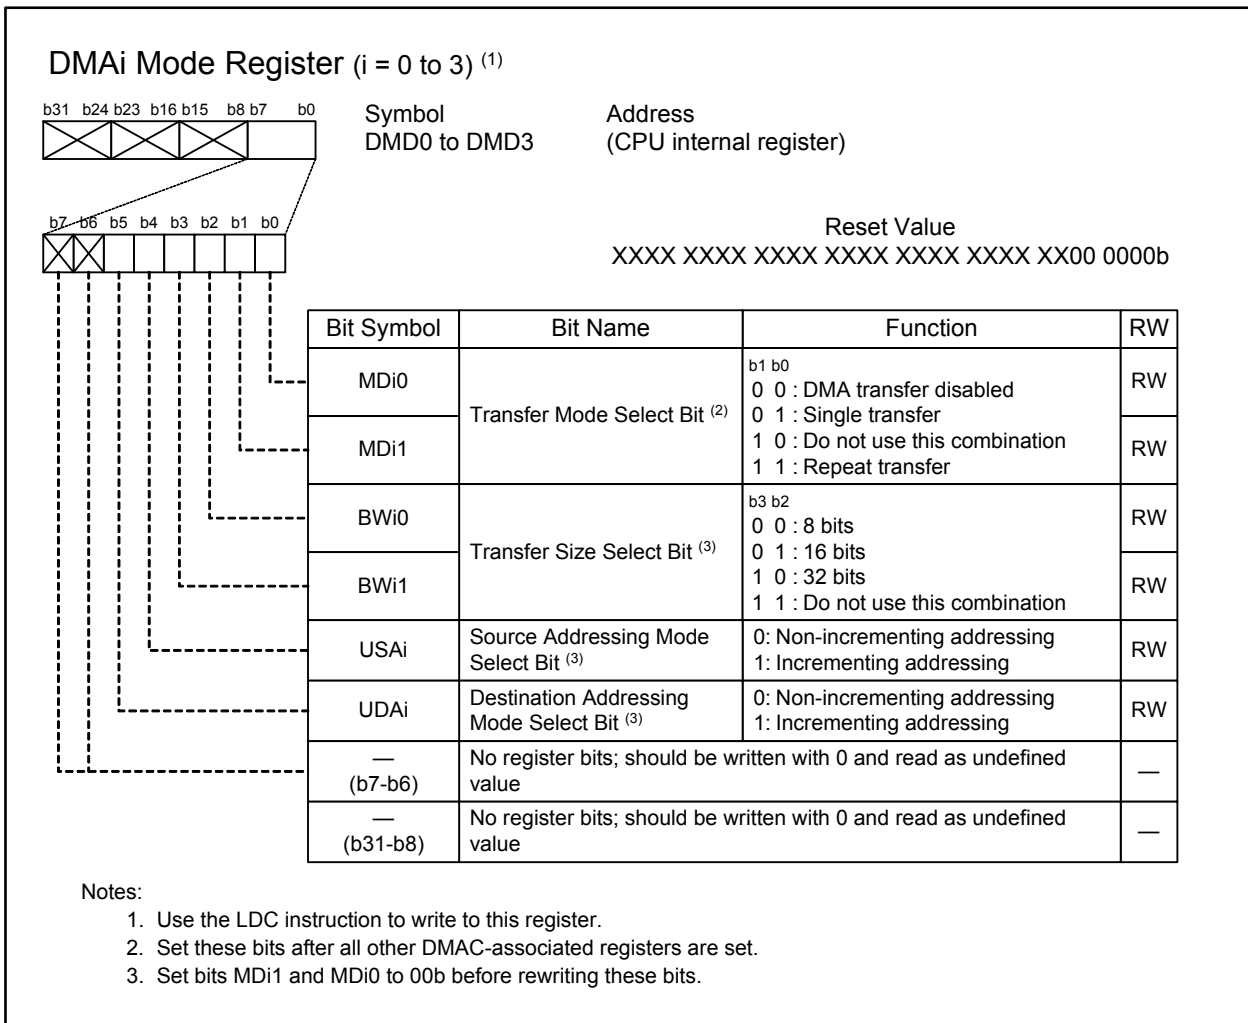 DMAi Mode Register (i = 0 to 3) (1)
b31 b24 b23 b16 b15 b8 b7 b0
Symbol Address
DMD0 to DMD3 (CPU internal register)
b7 b6 b5 b4 b3 b2 b1 b0
Reset Value
XXXX XXXX XXXX XXXX XXXX XXXX XX00 0000b
Bit Symbol Bit Name Function RW
MDi0 Transfer Mode Select Bit (2) b1 b0
0 0 : DMA transfer disabled RW
0 1 : Single transfer
MDi1 1 0 : Do not use this combination RW
1 1 : Repeat transfer
BWi0 Transfer Size Select Bit (3) b3 b2
0 0 : 8 bits RW
0 1 : 16 bits
BWi1 1 0 : 32 bits RW
1 1 : Do not use this combination
USAi Source Addressing Mode 0: Non-incrementing addressing RW
Select Bit (3) 1: Incrementing addressing
UDAi Destination Addressing 0: Non-incrementing addressing RW
Mode Select Bit (3) 1: Incrementing addressing
— No register bits; should be written with 0 and read as undefined —
(b7-b6) value
— No register bits; should be written with 0 and read as undefined —
(b31-b8) value
Notes:
1. Use the LDC instruction to write to this register.
2. Set these bits after all other DMAC-associated registers are set.
3. Set bits MDi1 and MDi0 to 00b before rewriting these bits.